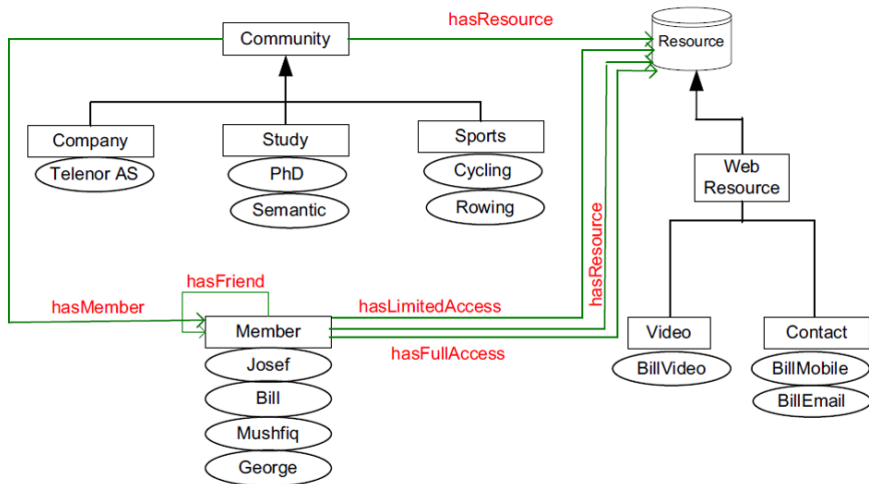 hasResource
Community
Resource
Company
Study
Sports
Telenor AS
PhD
Cycling
Semantic
Rowing
Web
Resource
hasResource
hasFriend
hasMember
hasLimitedAccess
Member
hasFullAccess
Video
Contact
Josef
BillVideo
BillMobile
Bill
BillEmail
Mushfiq
George